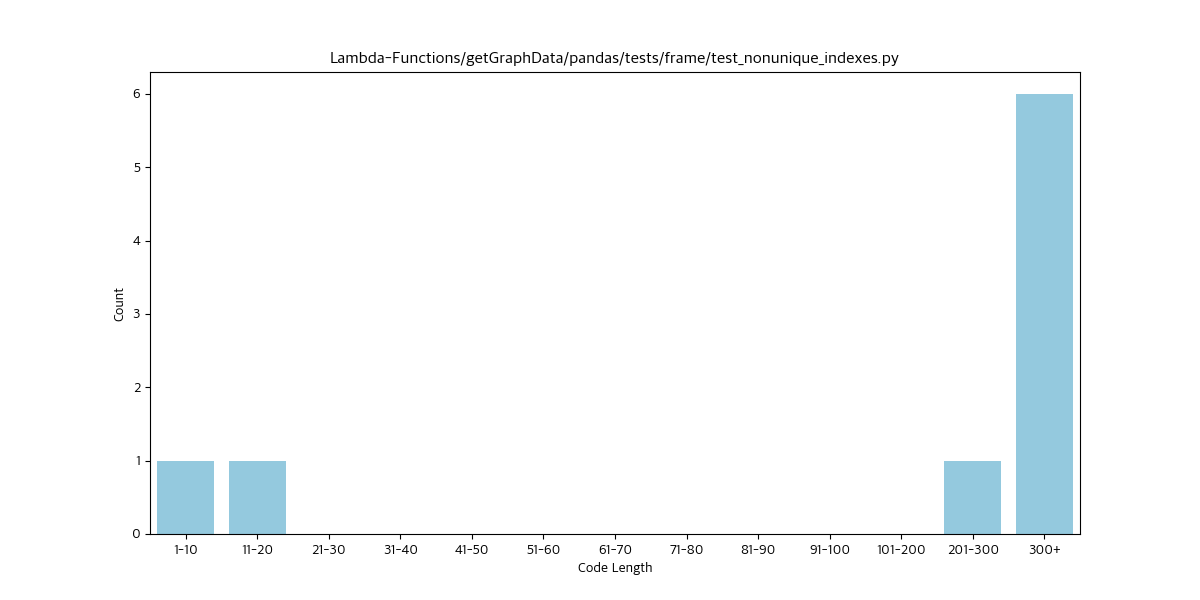 Lambda-Functions/getGraphData/pandas/tests/frame/test_nonunique_indexes.py
6
5
4
3
2
1
0
Count
1-10 11-20 21-30 31-40 41-50 51-60 61-70 71-80 81-90 91-100 101-200 201-300 300+
Code Length